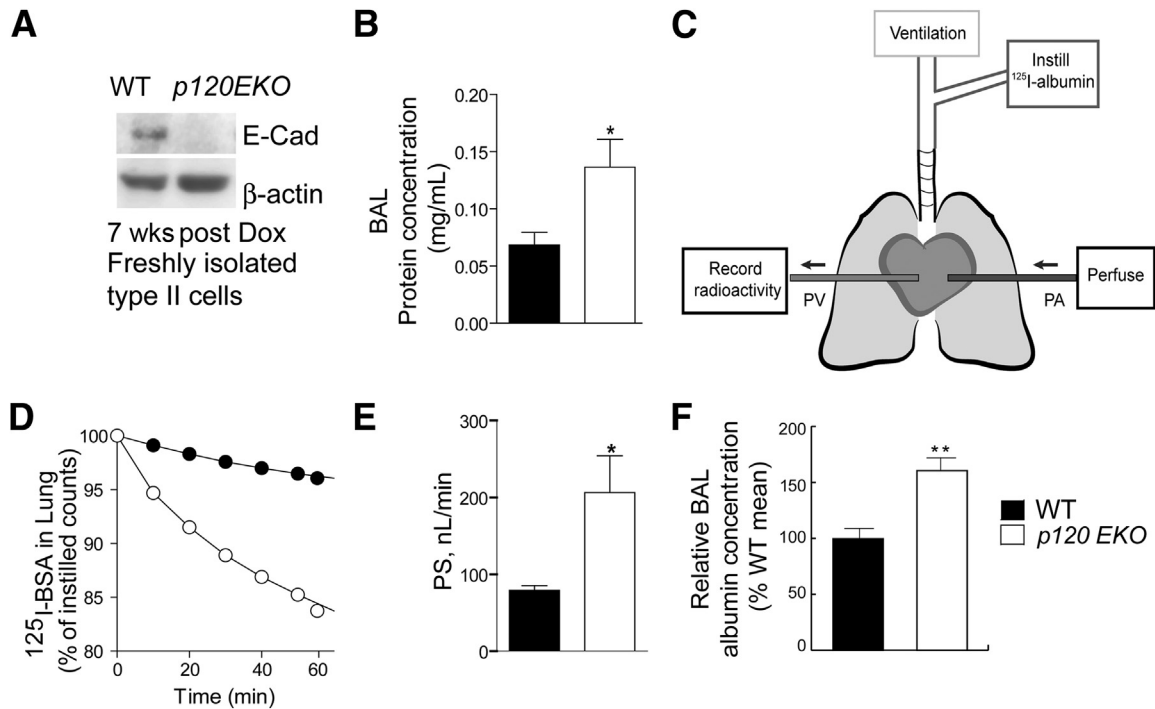 A
WT p120EKO
E-Cad
β-actin
7 wks post Dox
Freshly isolated
type II cells
B
BAL
Protein concentration
(mg/mL)
0.20
0.15
0.10
0.05
0.00
*
C
Ventilation
Instill
¹²⁵I-albumin
Record
radioactivity
PV
PA
Perfuse
D
¹²⁵I-BSA in Lung
(% of instilled counts)
100
95
90
85
80
0 20 40 60
Time (min)
E
PS, nL/min
300
200
100
0
*
F
Relative BAL
albumin concentration
(% WT mean)
200
150
100
50
0
**
WT
p120 EKO